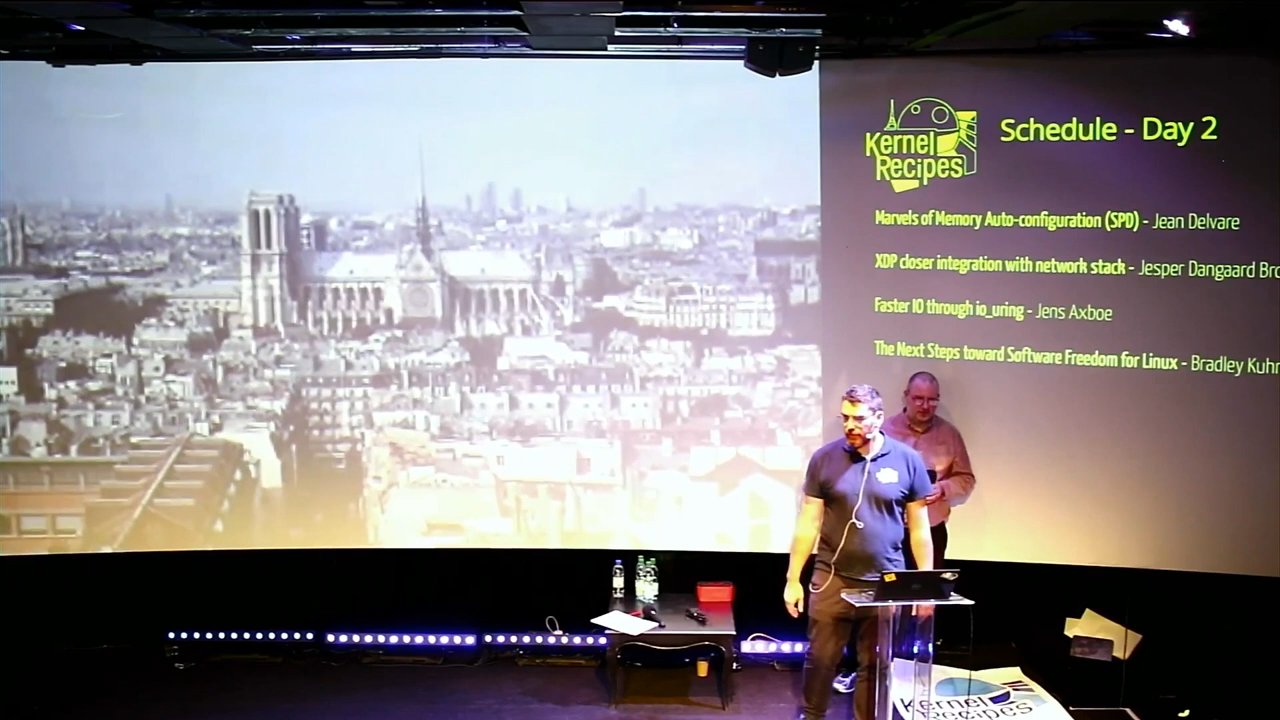 Kernel
Recipes
Schedule - Day 2
Marvels of Memory Auto-configuration (SPD) - Jean Delvare
XDP closer integration with network stack - Jesper Dangaard Bro
Faster IO through io_uring - Jens Axboe
The Next Steps toward Software Freedom for Linux - Bradley Kuhn
Kernel
Recipes